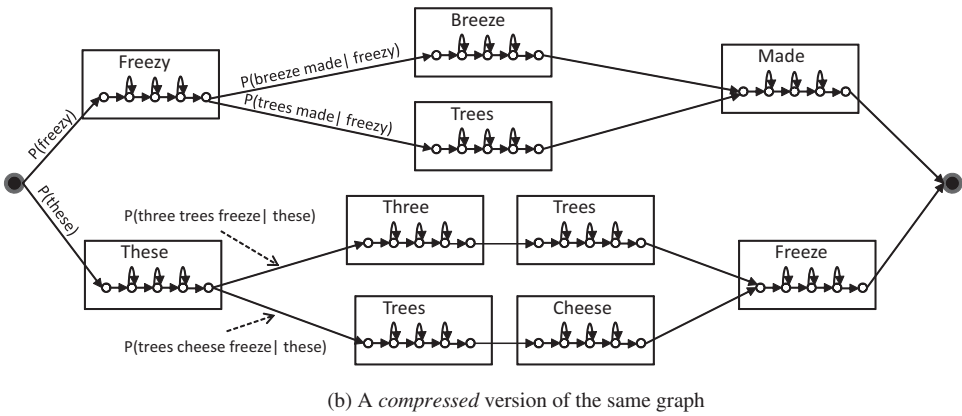 Breeze
Freezy
Made
P(breeze made| freezy)
P(trees made| freezy)
Trees
P(freezy)
P(these)
P(three trees freeze| these)
Three
Trees
These
Freeze
Trees
Cheese
P(trees cheese freeze| these)
(b) A compressed version of the same graph